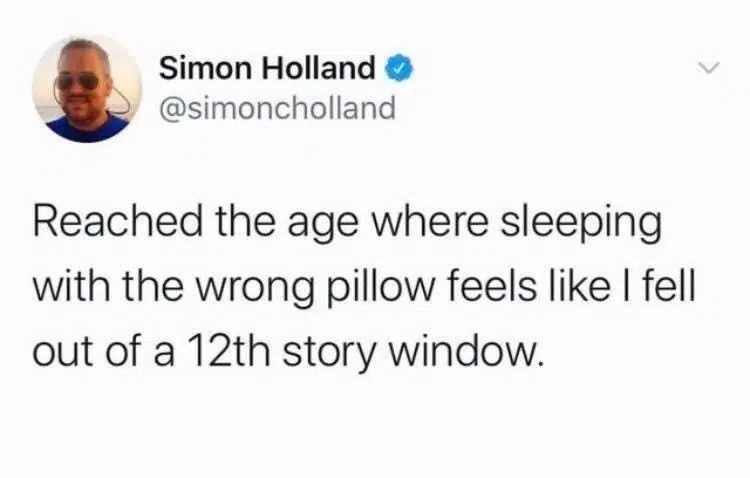 Simon Holland
@simoncholland
Reached the age where sleeping
with the wrong pillow feels like I fell
out of a 12th story window.